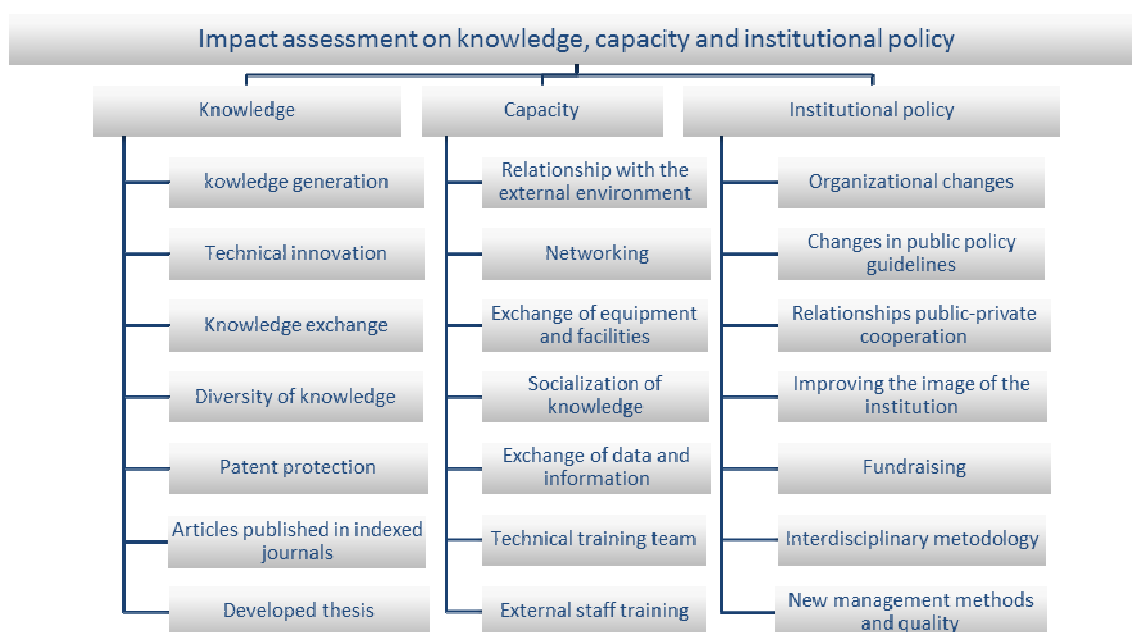 Impact assessment on knowledge, capacity and institutional policy
Knowledge
kowledge generation
Technical innovation
Knowledge exchange
Diversity of knowledge
Patent protection
Articles published in indexed
journals
Developed thesis
Capacity
Relationship with the
external environment
Networking
Exchange of equipment
and facilities
Socialization of
knowledge
Exchange of data and
information
Technical training team
External staff training
Institutional policy
Organizational changes
Changes in public policy
guidelines
Relationships public-private
cooperation
Improving the image of the
institution
Fundraising
Interdisciplinary metodology
New management methods
and quality